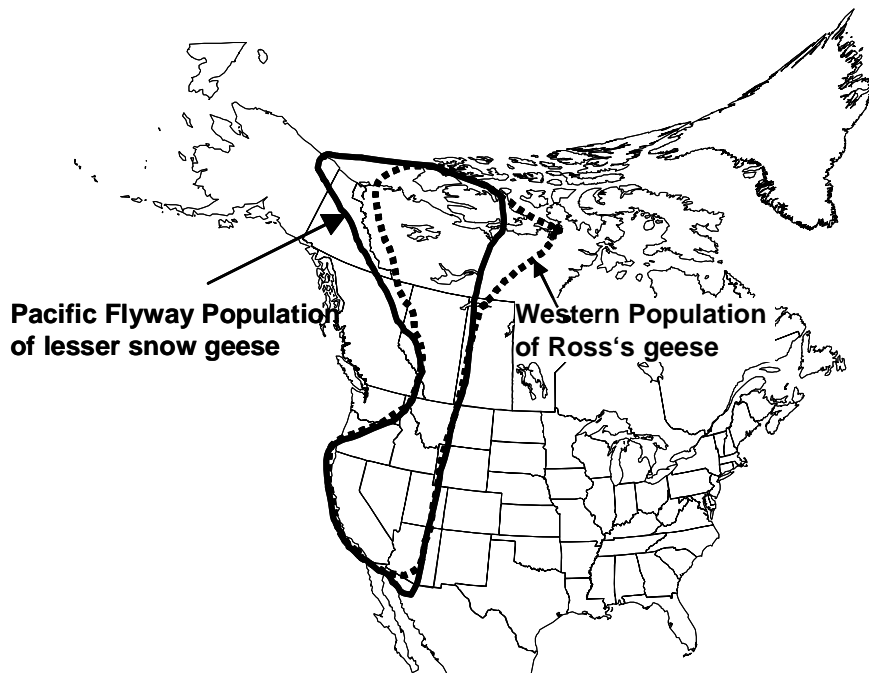 Pacific Flyway Population
of lesser snow geese
Western Population
of Ross‘s geese